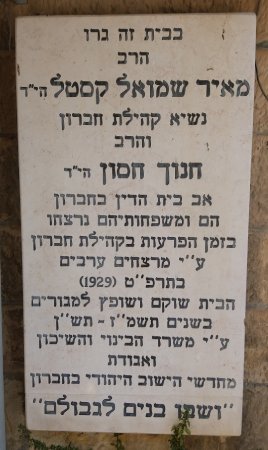 בבית זה גרו
הרב
מאיר שמואל קסטל הי"ד
נשיא קהילת חברון
והרב
חנוך חסון הי"ד
אב בית הדין בחברון
הם ומשפחותיהם נרצחו
בזמן הפרעות בקהילת חברון
ע"י מרצחים ערבים
בתרפ"ט (1929)
הבית שוקם ושופץ למגורים
בשנים תשמ"ז - תש"ן
ע"י משרד הבינוי והשיכון
ואגודת
מחדשי הישוב היהודי בחברון
"ושבו בנים לגבולם"